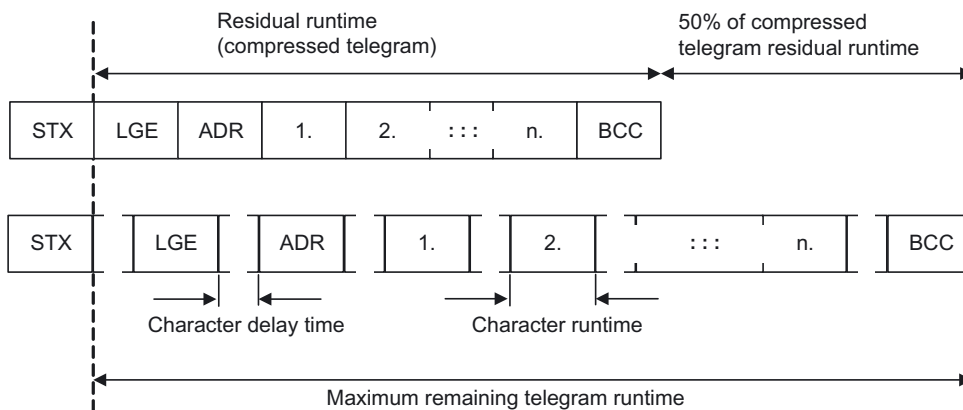 Residual runtime
(compressed telegram)
50% of compressed
telegram residual runtime
STX LGE ADR 1. 2. : : : n. BCC
STX LGE ADR 1. 2. : : : n. BCC
Character delay time Character runtime
Maximum remaining telegram runtime